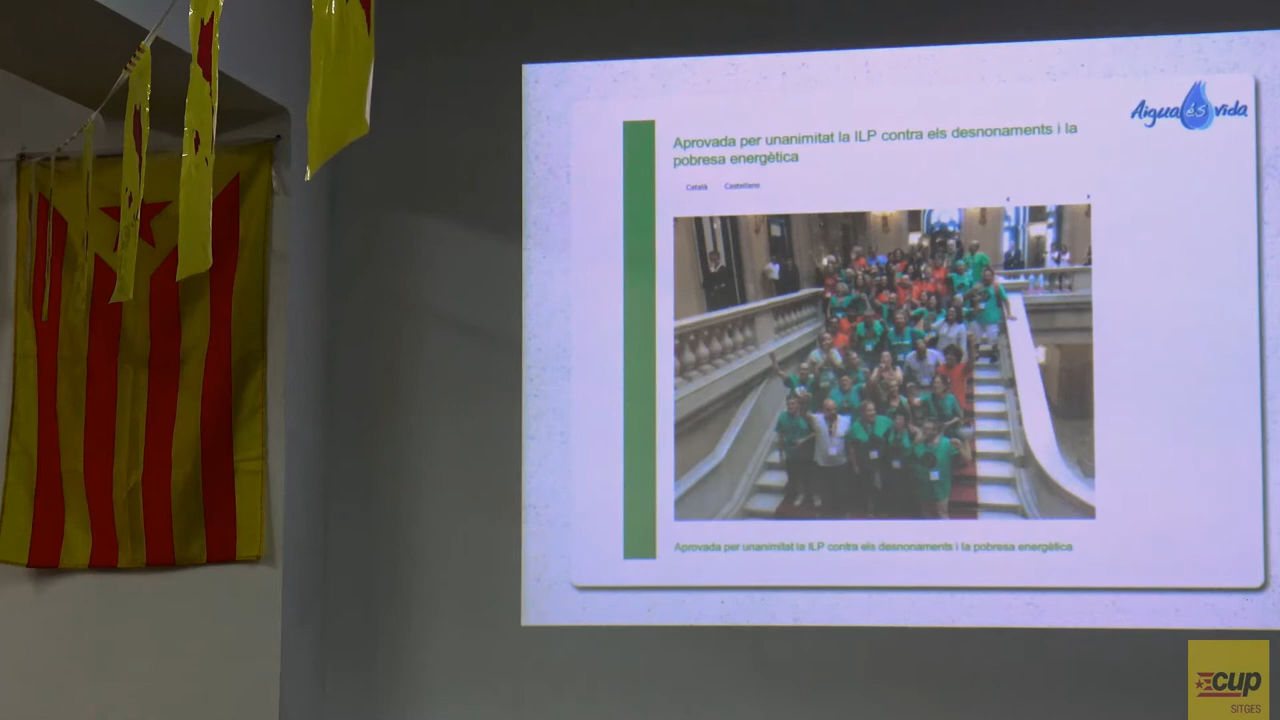 Aigua és vida
Aprovada per unanimitat la ILP contra els desnonaments i la
pobresa energètica
Català Castellano
Aprovada per unanimitat la ILP contra els desnonaments i la pobresa energètica
cup
SITGES